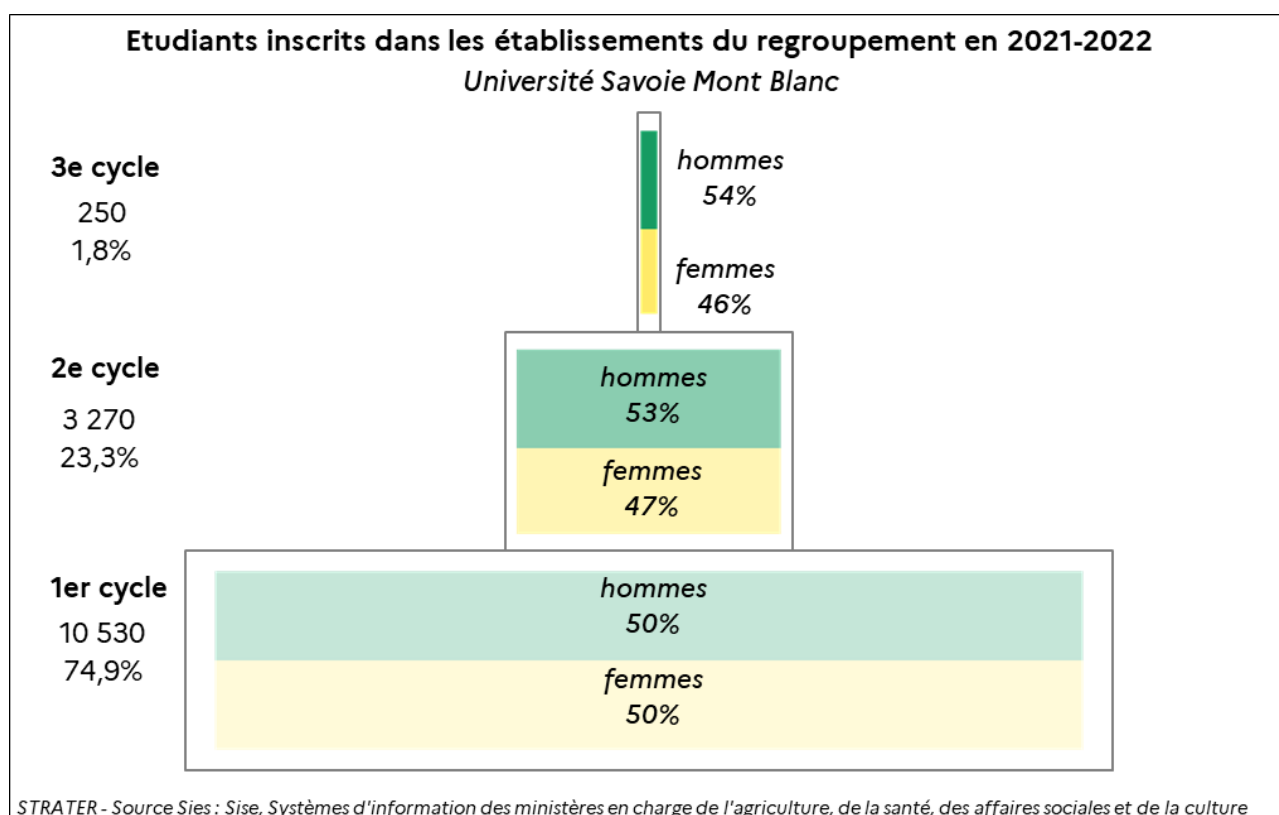 Etudiants inscrits dans les établissements du regroupement en 2021-2022
Université Savoie Mont Blanc
3e cycle
250
1,8%
hommes
54%
femmes
46%
2e cycle
3 270
23,3%
hommes
53%
femmes
47%
1er cycle
10 530
74,9%
hommes
50%
femmes
50%
STRATER - Source Sies : Sise, Systèmes d'information des ministères en charge de l'agriculture, de la santé, des affaires sociales et de la culture